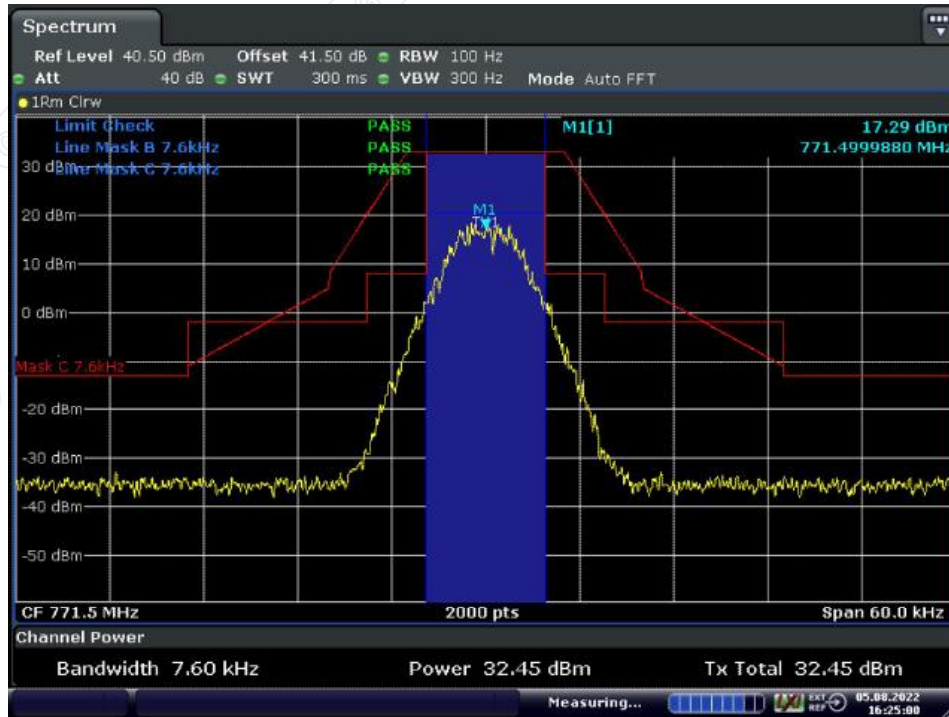 Spectrum
Ref Level 40.50 dBm Offset 41.50 dB RBW 100 Hz
Att 40 dB SWT 300 ms VBW 300 Hz Mode Auto FFT
1Rm Clrw
Limit Check PASS M1[1] 17.29 dBm
Line Mask B 7.6kHz PASS 771.4999880 MHz
30 dBm Line Mask C 7.6kHz PASS
20 dBm M1
10 dBm
0 dBm
Mask C 7.6kHz
-20 dBm
-30 dBm
-40 dBm
-50 dBm
CF 771.5 MHz 2000 pts Span 60.0 kHz
Channel Power
Bandwidth 7.60 kHz Power 32.45 dBm Tx Total 32.45 dBm
Measuring... LXI EXT REF 05.08.2022
16:25:00